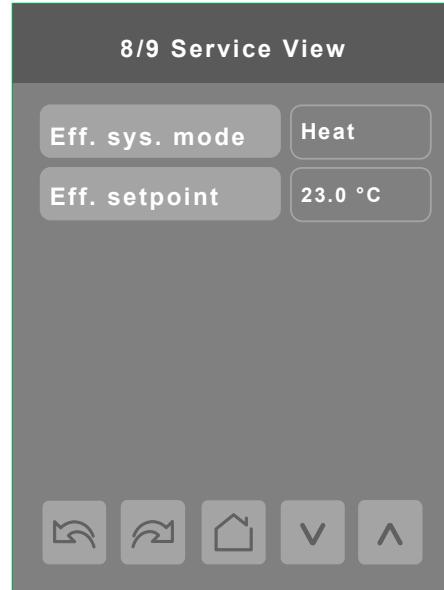 8/9 Service View
Eff. sys. mode Heat
Eff. setpoint 23.0 °C